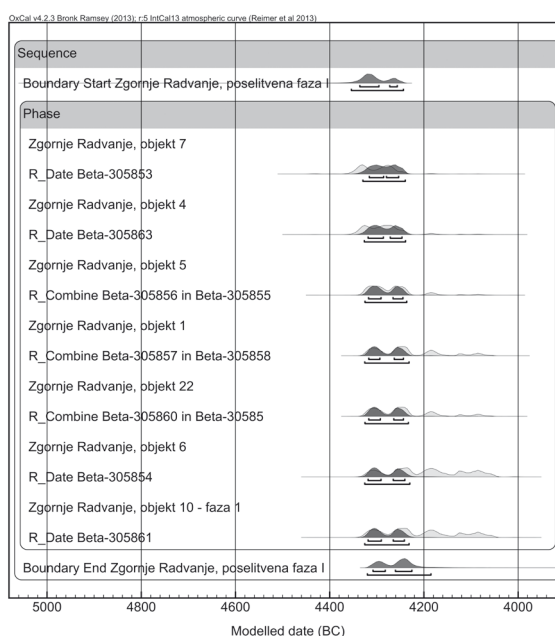 OxCal v4.2.3 Bronk Ramsey (2013); r:5 IntCal13 atmospheric curve (Reimer et al 2013)
Sequence
Boundary Start Zgornje Radvanje, poselitvena faza I
Phase
Zgornje Radvanje, objekt 7
R_Date Beta-305853
Zgornje Radvanje, objekt 4
R_Date Beta-305863
Zgornje Radvanje, objekt 5
R_Combine Beta-305856 in Beta-305855
Zgornje Radvanje, objekt 1
R_Combine Beta-305857 in Beta-305858
Zgornje Radvanje, objekt 22
R_Combine Beta-305860 in Beta-30585
Zgornje Radvanje, objekt 6
R_Date Beta-305854
Zgornje Radvanje, objekt 10 - faza 1
R_Date Beta-305861
Boundary End Zgornje Radvanje, poselitvena faza I
5000 4800 4600 4400 4200 4000
Modelled date (BC)